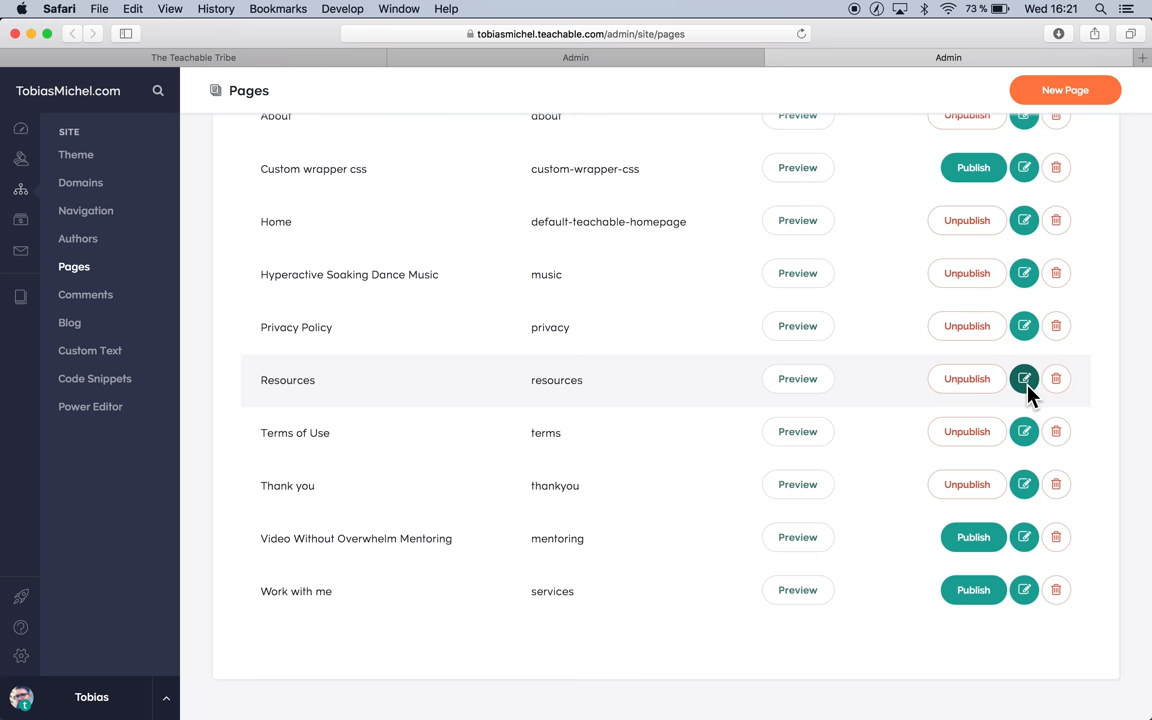 Safari File Edit View History Bookmarks Develop Window Help 73 % Wed 16:21
tobiasmichel.teachable.com/admin/site/pages
The Teachable Tribe Admin Admin
TobiasMichel.com
Pages
New Page
SITE
Theme
Domains
Navigation
Authors
Pages
Comments
Blog
Custom Text
Code Snippets
Power Editor
Tobias
About about Preview Unpublish
Custom wrapper css custom-wrapper-css Preview Publish
Home default-teachable-homepage Preview Unpublish
Hyperactive Soaking Dance Music music Preview Unpublish
Privacy Policy privacy Preview Unpublish
Resources resources Preview Unpublish
Terms of Use terms Preview Unpublish
Thank you thankyou Preview Unpublish
Video Without Overwhelm Mentoring mentoring Preview Publish
Work with me services Preview Publish